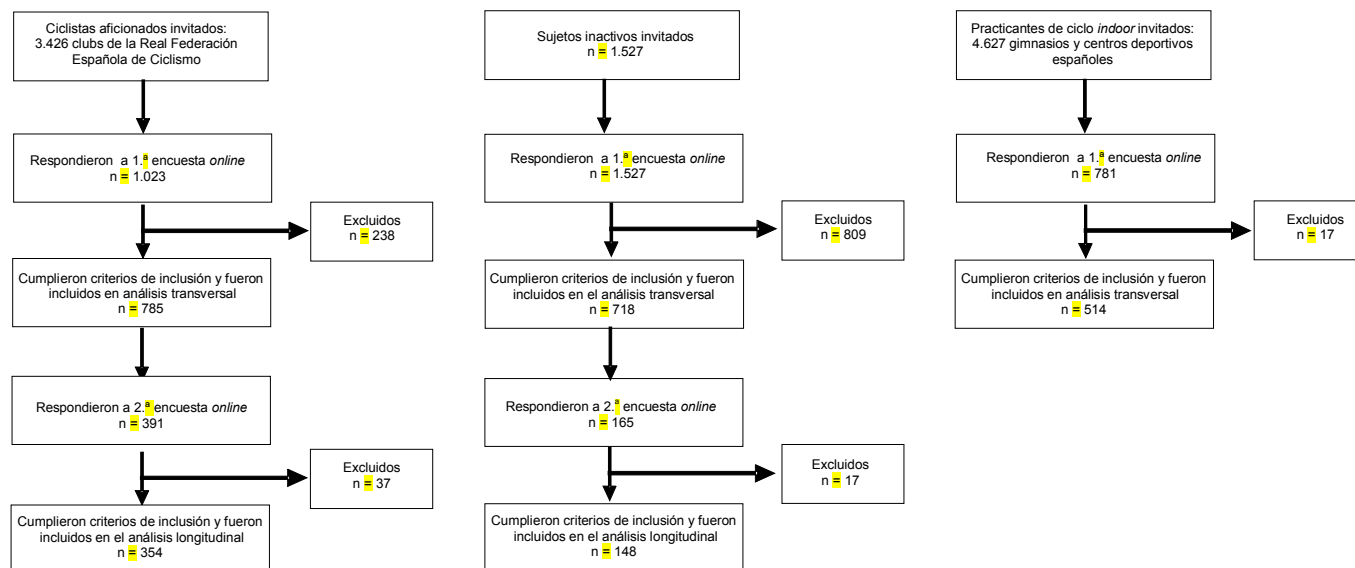 Ciclistas aficionados invitados:
3.426 clubs de la Real Federación
Española de Ciclismo
Respondieron a 1.ª encuesta online
n = 1.023
Excluidos
n = 238
Cumplieron criterios de inclusión y fueron
incluidos en análisis transversal
n = 785
Respondieron a 2.ª encuesta online
n = 391
Excluidos
n = 37
Cumplieron criterios de inclusión y fueron
incluidos en el análisis longitudinal
n = 354
Sujetos inactivos invitados
n = 1.527
Respondieron a 1.ª encuesta online
n = 1.527
Excluidos
n = 809
Cumplieron criterios de inclusión y fueron
incluidos en el análisis transversal
n = 718
Respondieron a 2.ª encuesta online
n = 165
Excluidos
n = 17
Cumplieron criterios de inclusión y fueron
incluidos en el análisis longitudinal
n = 148
Practicantes de ciclo indoor invitados:
4.627 gimnasios y centros deportivos
españoles
Respondieron a 1.ª encuesta online
n = 781
Excluidos
n = 17
Cumplieron criterios de inclusión y fueron
incluidos en análisis transversal
n = 514